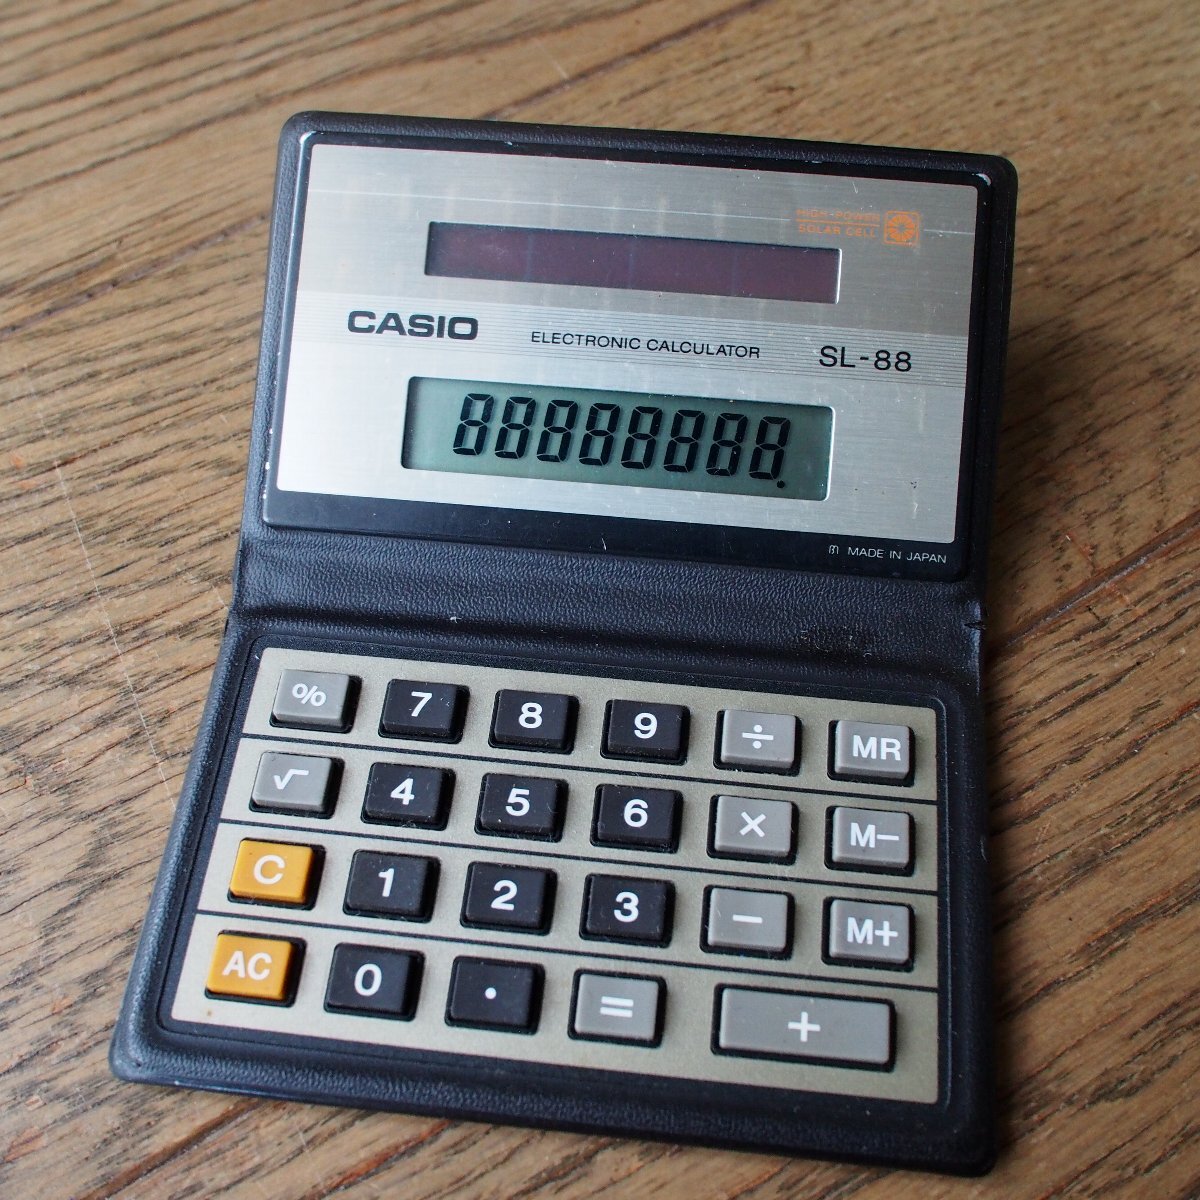 HIGH-POWER
SOLAR CELL
CASIO ELECTRONIC CALCULATOR SL-88
88888888.
MADE IN JAPAN
% 7 8 9 ÷ MR
√ 4 5 6 × M−
C 1 2 3 − M+
AC 0 . = +